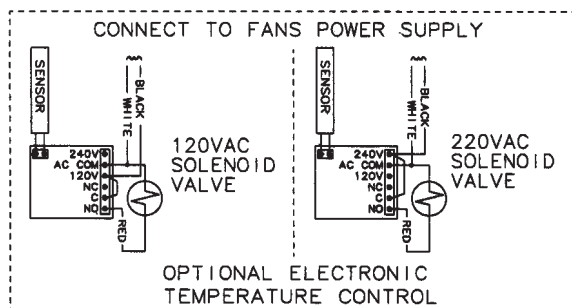 CONNECT TO FANS POWER SUPPLY
SENSOR
WHITE
BLACK
240V
AC COM
120V
NC
C
NO
RED
120VAC
SOLENOID
VALVE
SENSOR
WHITE
BLACK
240V
AC COM
120V
NC
C
NO
RED
220VAC
SOLENOID
VALVE
OPTIONAL ELECTRONIC
TEMPERATURE CONTROL